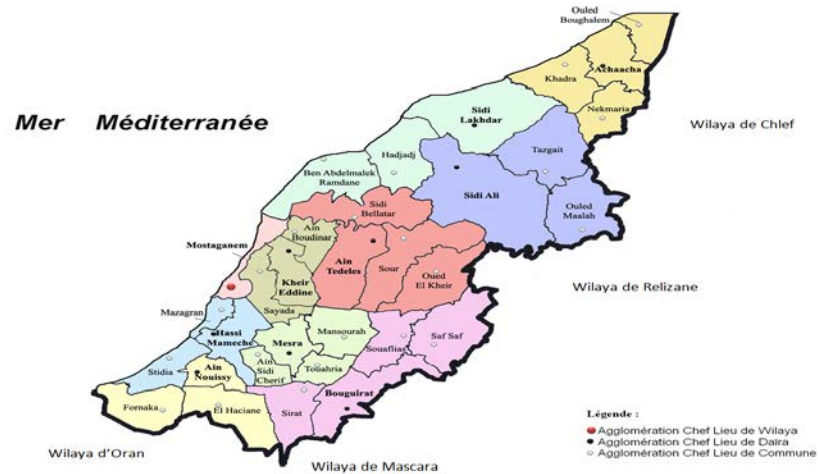 Ouled
Boughalem
Khadra
Achaacha
Nekmaria
Mer Méditerranée
Wilaya de Chlef
Sidi
Lakhdar
Tazgait
Hadjadj
Ben Abdelmalek
Ramdane
Sidi Ali
Ouled
Maalah
Sidi
Bellatar
Ain
Boudinar
Mostaganem
Ain
Tedeles
Sour
Oued
El Kheir
Kheir
Eddine
Wilaya de Relizane
Sayada
Mazagran
Hassi
Mameche
Mesra
Mansourah
Souaflias
Saf Saf
Stidia
Ain
Nouissy
Ain
Sidi
Cherif
Touahria
Bouguirat
Fornaka
El Haciane
Sirat
Wilaya d'Oran
Wilaya de Mascara
Légende :
Agglomération Chef Lieu de Wilaya
Agglomération Chef Lieu de Daïra
Agglomération Chef Lieu de Commune